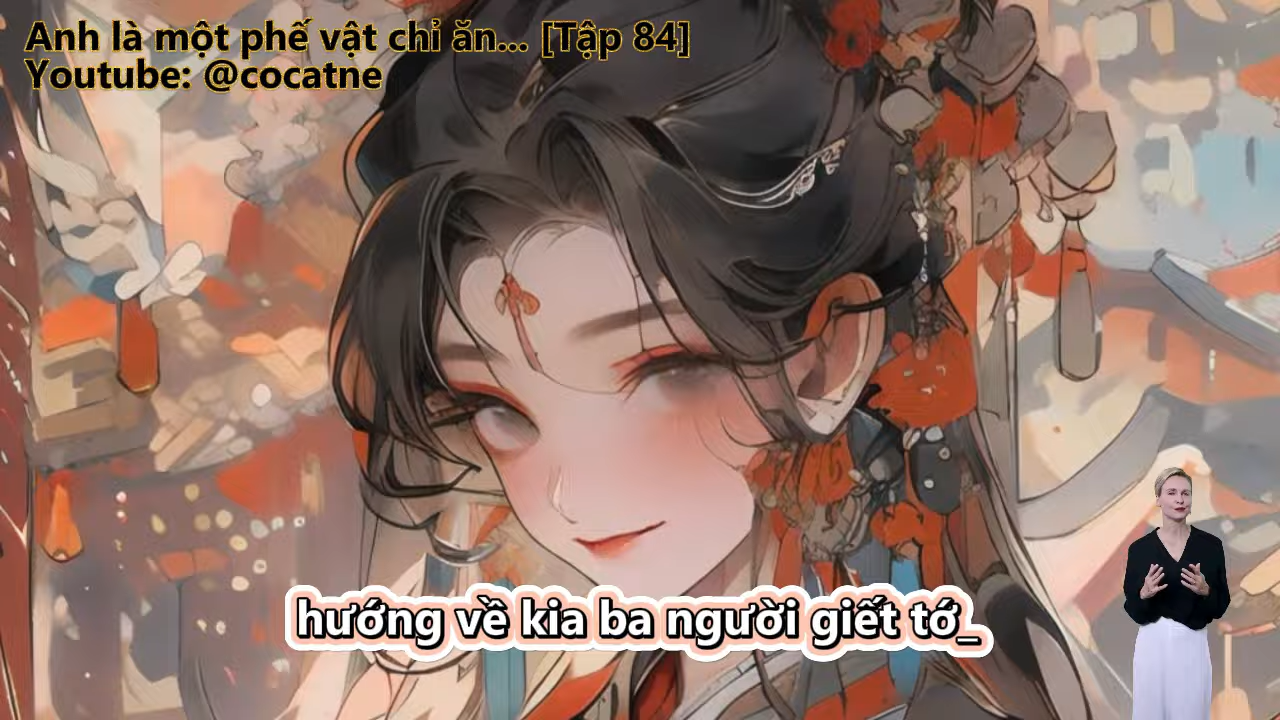 Anh là một phế vật chỉ ăn... [Tập 84]
Youtube: @cocatne
hướng về kia ba người giết tớ_